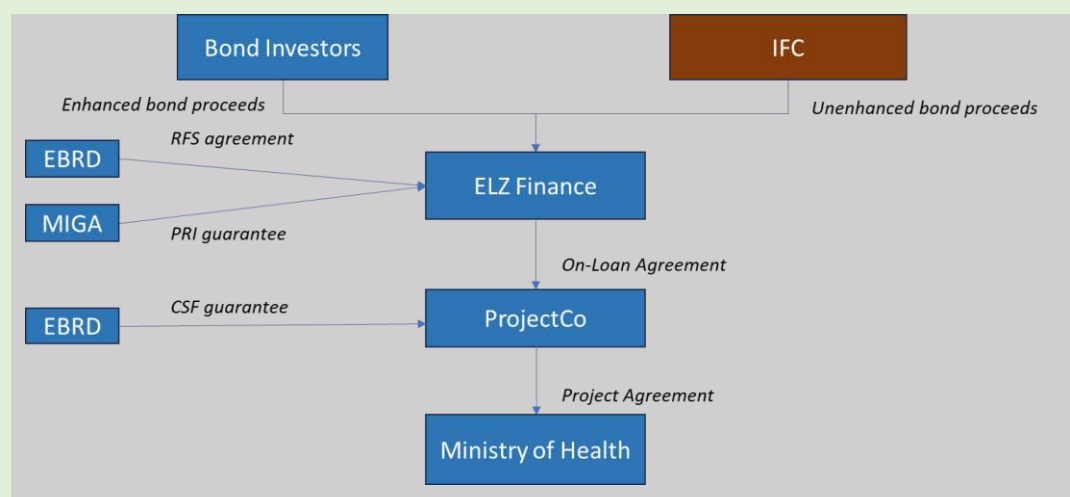 Bond Investors
IFC
Enhanced bond proceeds
Unenhanced bond proceeds
RFS agreement
EBRD
ELZ Finance
MIGA
PRI guarantee
On-Loan Agreement
CSF guarantee
EBRD
ProjectCo
Project Agreement
Ministry of Health